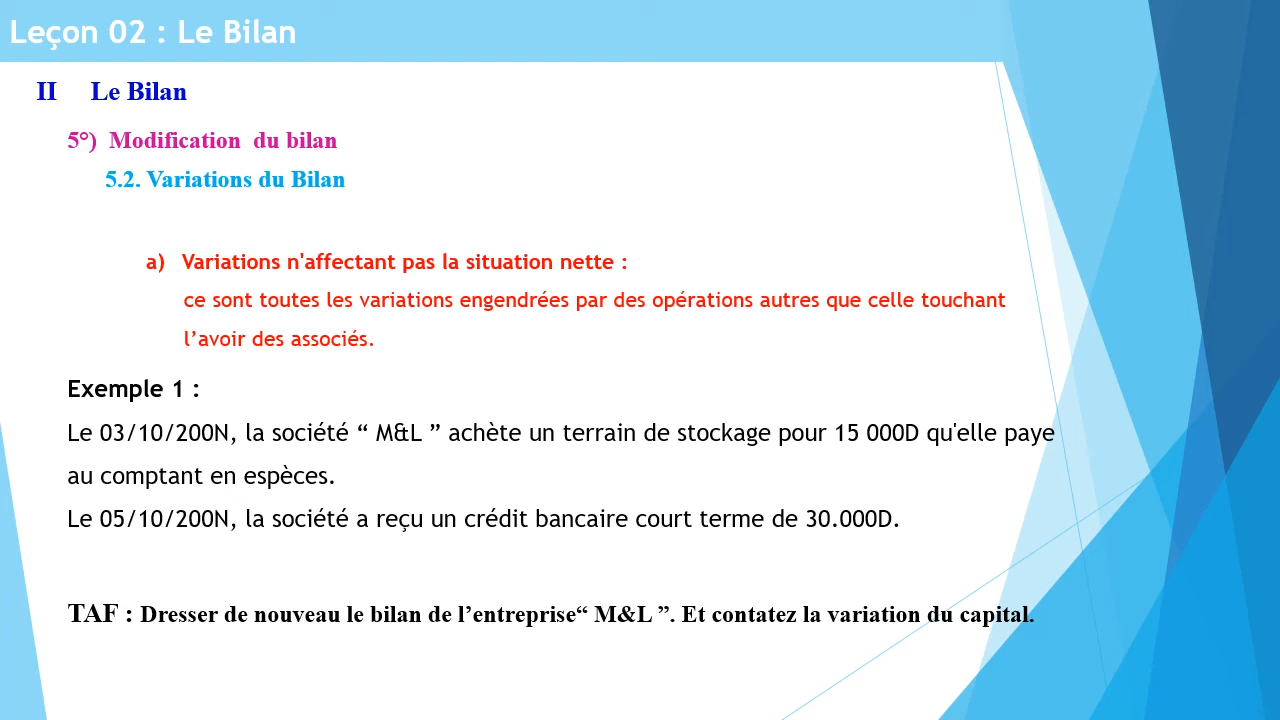 Leçon 02 : Le Bilan
II Le Bilan
5°) Modification du bilan
5.2. Variations du Bilan
a) Variations n'affectant pas la situation nette :
ce sont toutes les variations engendrées par des opérations autres que celle touchant
l’avoir des associés.
Exemple 1 :
Le 03/10/200N, la société “ M&L ” achète un terrain de stockage pour 15 000D qu'elle paye
au comptant en espèces.
Le 05/10/200N, la société a reçu un crédit bancaire court terme de 30.000D.
TAF : Dresser de nouveau le bilan de l’entreprise“ M&L ”. Et contatez la variation du capital.